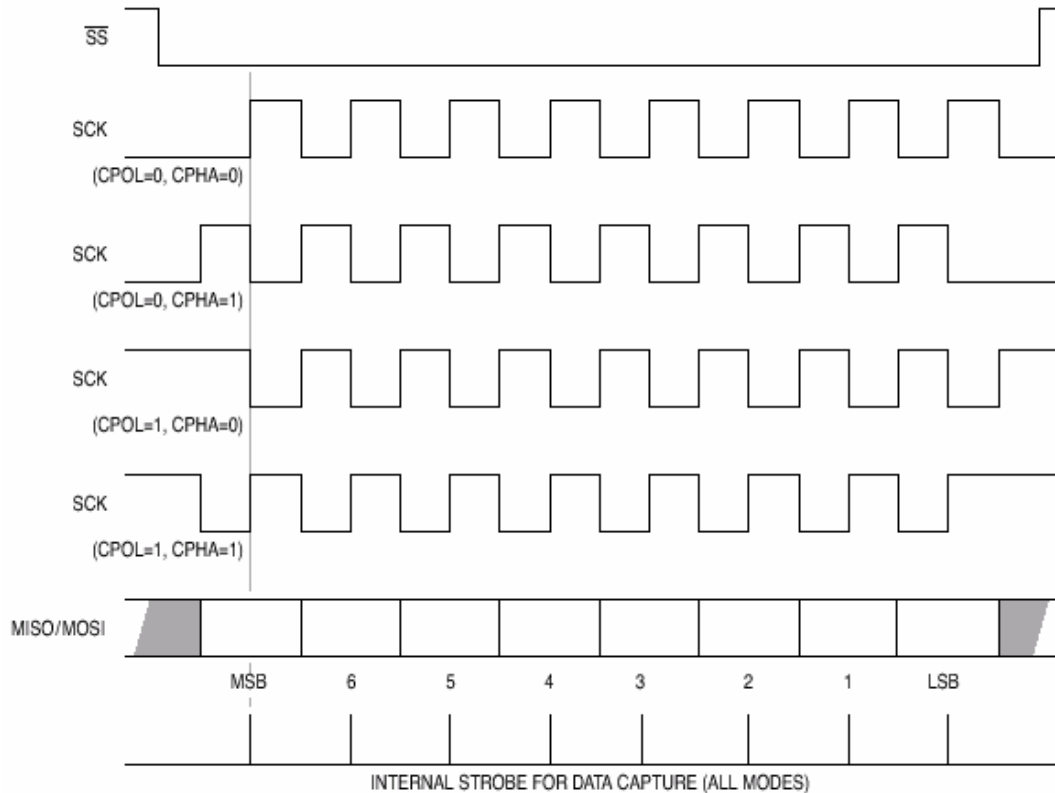 SS
SCK
(CPOL=0, CPHA=0)
SCK
(CPOL=0, CPHA=1)
SCK
(CPOL=1, CPHA=0)
SCK
(CPOL=1, CPHA=1)
MISO/MOSI
MSB 6 5 4 3 2 1 LSB
INTERNAL STROBE FOR DATA CAPTURE (ALL MODES)